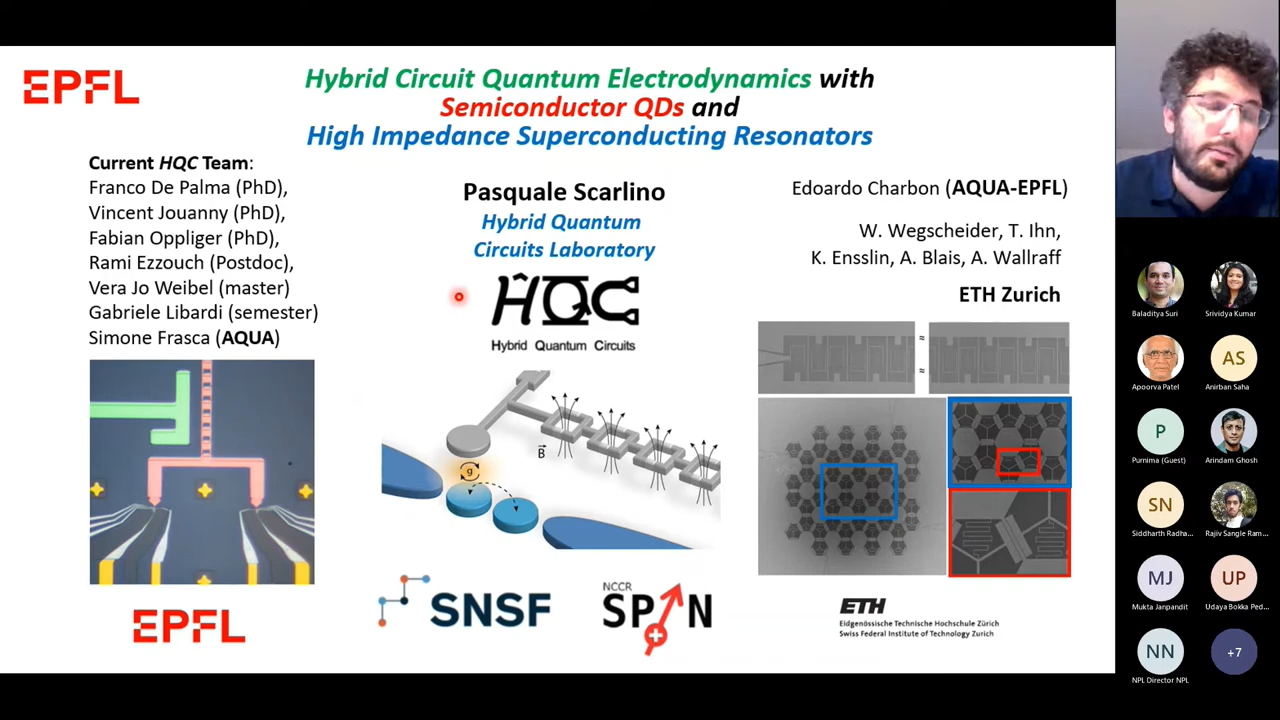 EPFL
Hybrid Circuit Quantum Electrodynamics with
Semiconductor QDs and
High Impedance Superconducting Resonators
Current HQC Team:
Franco De Palma (PhD),
Vincent Jouanny (PhD),
Fabian Oppliger (PhD),
Rami Ezzouch (Postdoc),
Vera Jo Weibel (master)
Gabriele Libardi (semester)
Simone Frasca (AQUA)
EPFL
Pasquale Scarlino
Hybrid Quantum
Circuits Laboratory
HQC
Hybrid Quantum Circuits
B
g
SNSF
NCCR
SPIN
Edoardo Charbon (AQUA-EPFL)
W. Wegscheider, T. Ihn,
K. Ensslin, A. Blais, A. Wallraff
ETH Zurich
ETH
Eidgenössische Technische Hochschule Zürich
Swiss Federal Institute of Technology Zurich
Baladitya Suri
Srividya Kumar
Apoorva Patel
AS
Anirban Saha
P
Purnima (Guest)
Arindam Ghosh
SN
Siddharth Radha...
Rajiv Sangle Ram...
MJ
Mukta Janpandit
UP
Udaya Bokka Ped...
NN
NPL Director NPL
+7